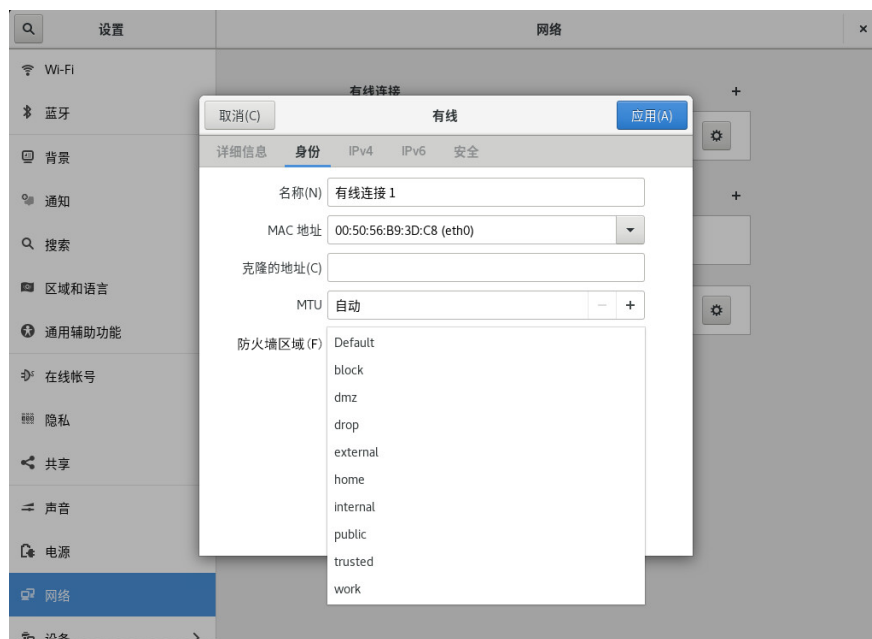 设置
网络
Wi-Fi
蓝牙
背景
通知
搜索
区域和语言
通用辅助功能
在线帐号
隐私
共享
声音
电源
网络
设备
有线连接
取消(C)
有线
应用(A)
详细信息
身份
IPv4
IPv6
安全
名称(N)
有线连接 1
MAC 地址
00:50:56:B9:3D:C8 (eth0)
克隆的地址(C)
MTU
自动
防火墙区域(F)
Default
block
dmz
drop
external
home
internal
public
trusted
work